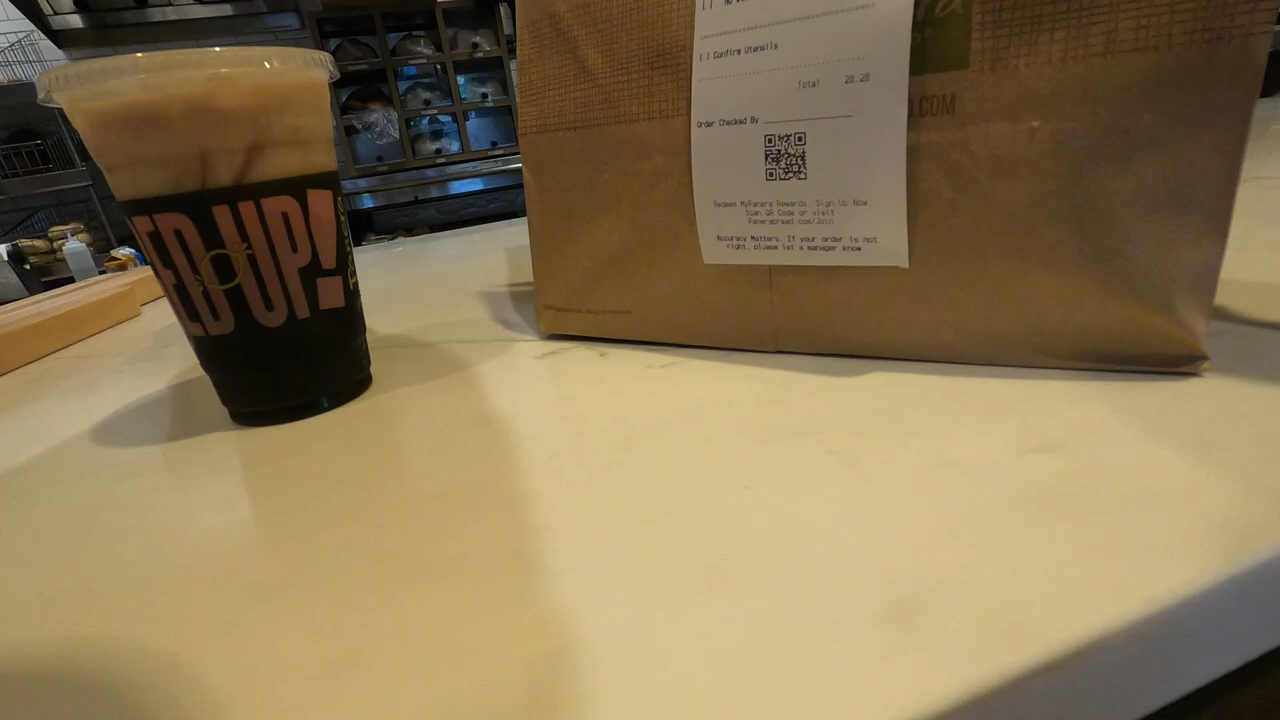 ED UP!
[ ] Confirm Utensils
Total 28.28
Order Checked By
.COM
Redeem MyPanera Rewards. Sign Up Now.
Scan QR Code or visit
Panerabread.com/Join
Accuracy Matters. If your order is not
right, please let a manager know